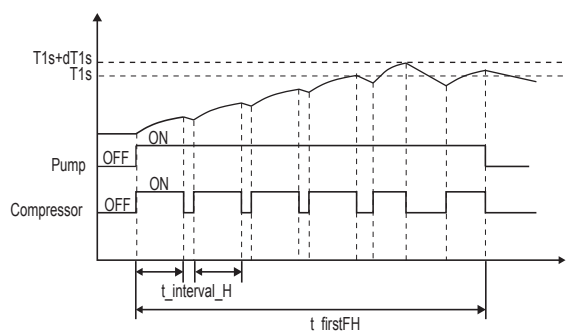 T1s+dT1s
T1s
ON
OFF
Pump
ON
OFF
Compressor
t_interval_H
t_firstFH